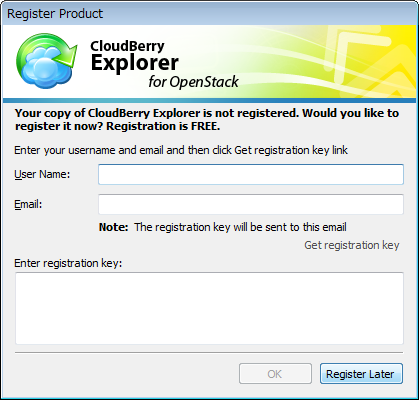 Register Product
CloudBerry
Explorer
for OpenStack
Your copy of CloudBerry Explorer is not registered. Would you like to
register it now? Registration is FREE.
Enter your username and email and then click Get registration key link
User Name:
Email:
Note: The registration key will be sent to this email
Get registration key
Enter registration key:
OK
Register Later